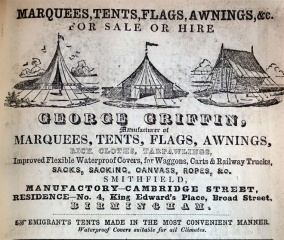 MARQUEES, TENTS, FLAGS, AWNINGS, &c.
FOR SALE OR HIRE
GEORGE GRIFFIN,
Manufacturer of
MARQUEES, TENTS, FLAGS, AWNINGS,
RICK CLOTHS, TARPAWLINGS,
Improved Flexible Waterproof Covers, for Waggons, Carts & Railway Trucks,
SACKS, SACKING, CANVASS, ROPES, &c.
SMITHFIELD,
MANUFACTORY—CAMBRIDGE STREET,
RESIDENCE—No. 4, King Edward's Place, Broad Street,
BIRMINGHAM.
☞ EMIGRANT'S TENTS MADE IN THE MOST CONVENIENT MANNER.
Waterproof Covers suitable for all Climates.